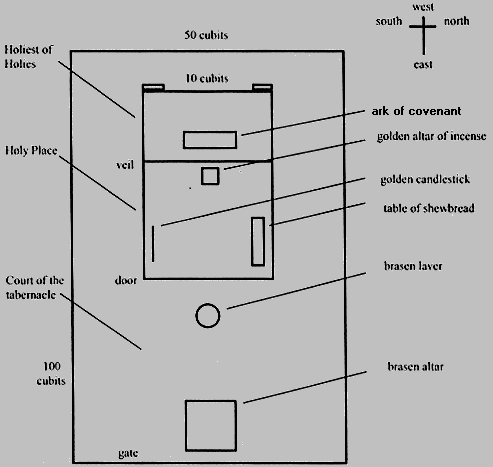 west
south north
east
50 cubits
Holiest of
Holies
10 cubits
ark of covenant
golden altar of incense
Holy Place
veil
golden candlestick
table of shewbread
door
brasen laver
Court of the
tabernacle
100
cubits
brasen altar
gate